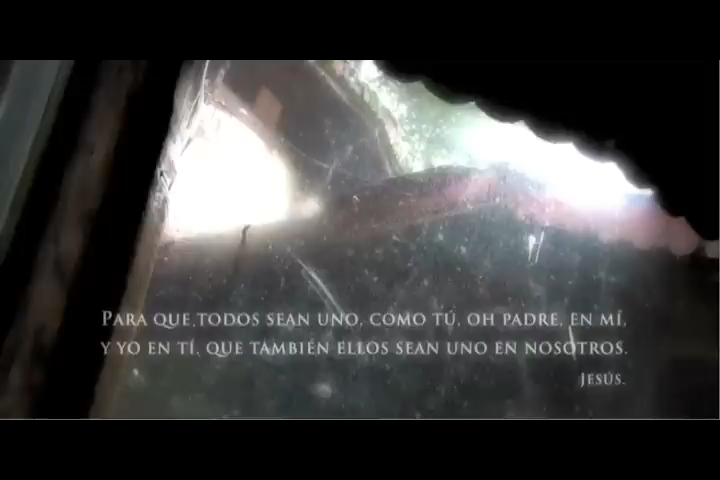 PARA QUE TODOS SEAN UNO, COMO TÚ, OH PADRE, EN MÍ,
Y YO EN TÍ, QUE TAMBIÉN ELLOS SEAN UNO EN NOSOTROS.
JESÚS.